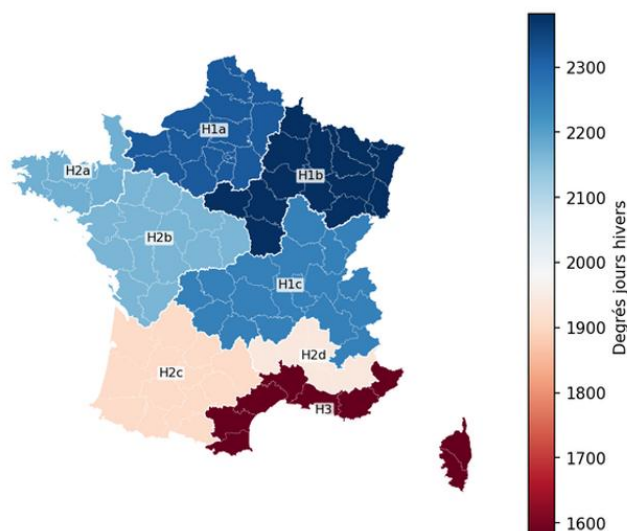 H1a
H1b
H2a
H2b
H1c
H2d
H2c
H3
2300
2200
2100
2000
1900
1800
1700
1600
Degrés jours hivers